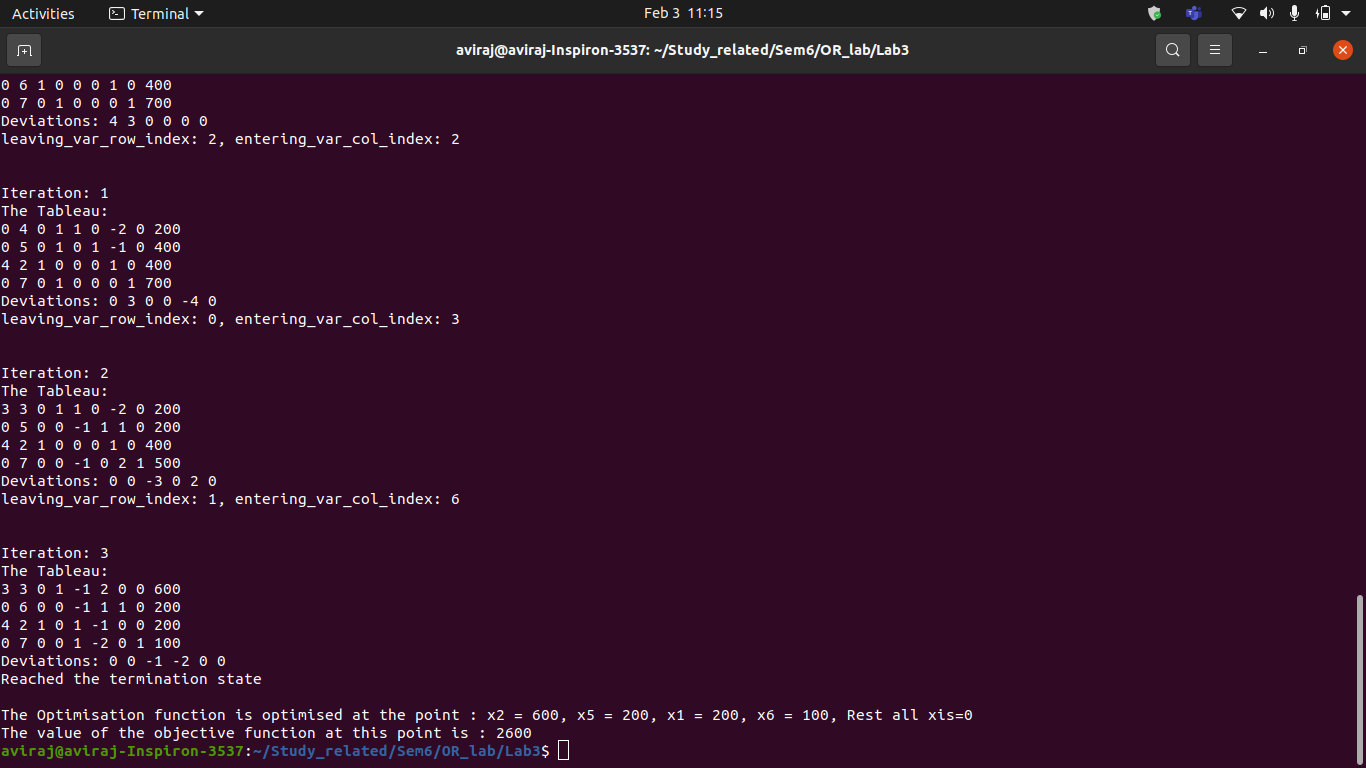 Activities Terminal Feb 3 11:15
aviraj@aviraj-Inspiron-3537: ~/Study_related/Sem6/OR_lab/Lab3
0 6 1 0 0 0 1 0 400
0 7 0 1 0 0 0 1 700
Deviations: 4 3 0 0 0 0
leaving_var_row_index: 2, entering_var_col_index: 2
Iteration: 1
The Tableau:
0 4 0 1 1 0 -2 0 200
0 5 0 1 0 1 -1 0 400
4 2 1 0 0 0 1 0 400
0 7 0 1 0 0 0 1 700
Deviations: 0 3 0 0 -4 0
leaving_var_row_index: 0, entering_var_col_index: 3
Iteration: 2
The Tableau:
3 3 0 1 1 0 -2 0 200
0 5 0 0 -1 1 1 0 200
4 2 1 0 0 0 1 0 400
0 7 0 0 -1 0 2 1 500
Deviations: 0 0 -3 0 2 0
leaving_var_row_index: 1, entering_var_col_index: 6
Iteration: 3
The Tableau:
3 3 0 1 -1 2 0 0 600
0 6 0 0 -1 1 1 0 200
4 2 1 0 1 -1 0 0 200
0 7 0 0 1 -2 0 1 100
Deviations: 0 0 -1 -2 0 0
Reached the termination state
The Optimisation function is optimised at the point : x2 = 600, x5 = 200, x1 = 200, x6 = 100, Rest all xis=0
The value of the objective function at this point is : 2600
aviraj@aviraj-Inspiron-3537:~/Study_related/Sem6/OR_lab/Lab3$